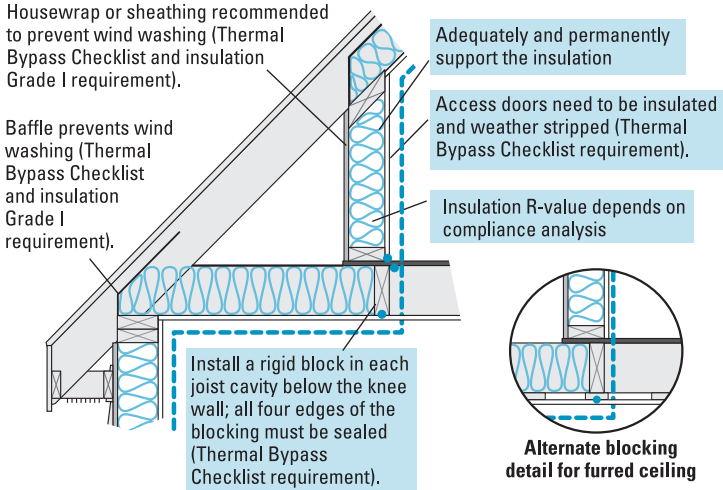 Housewrap or sheathing recommended
to prevent wind washing (Thermal
Bypass Checklist and insulation
Grade I requirement).
Baffle prevents wind
washing (Thermal
Bypass Checklist
and insulation
Grade I
requirement).
Adequately and permanently
support the insulation
Access doors need to be insulated
and weather stripped (Thermal
Bypass Checklist requirement).
Insulation R-value depends on
compliance analysis
Install a rigid block in each
joist cavity below the knee
wall; all four edges of the
blocking must be sealed
(Thermal Bypass
Checklist requirement).
Alternate blocking
detail for furred ceiling